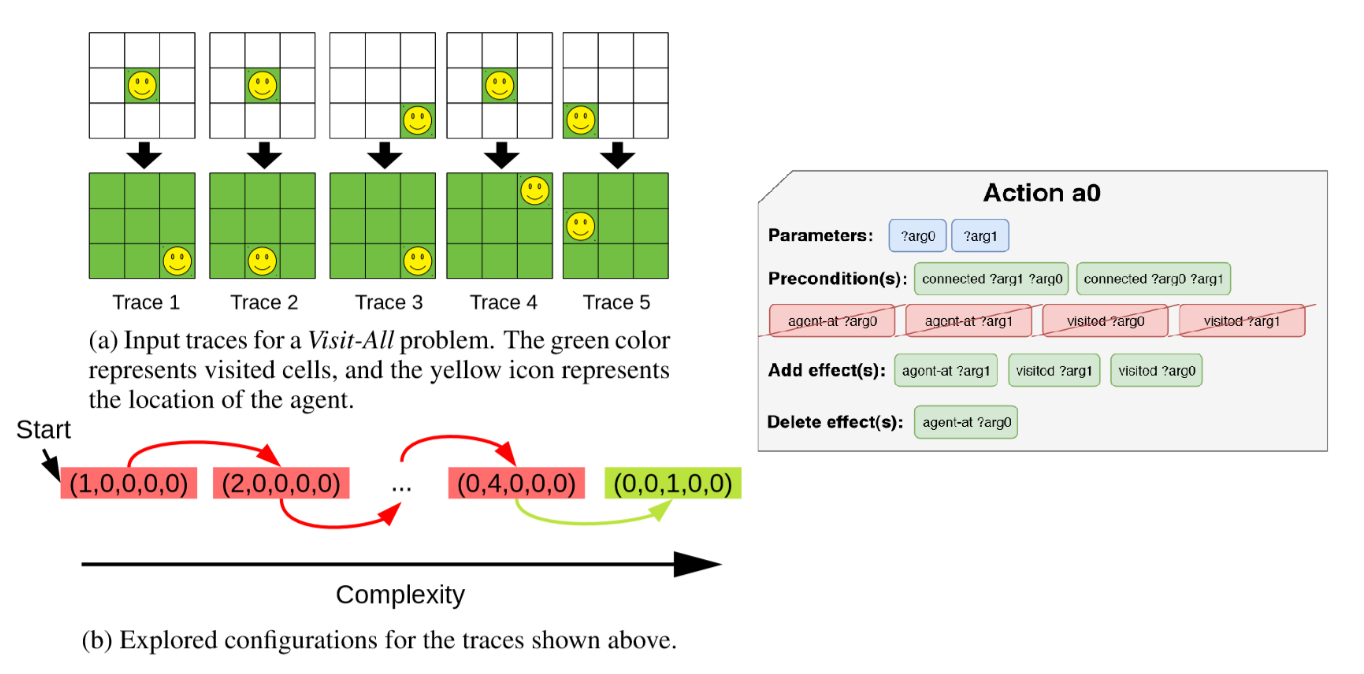 Trace 1 Trace 2 Trace 3 Trace 4 Trace 5
(a) Input traces for a Visit-All problem. The green color
represents visited cells, and the yellow icon represents
the location of the agent.
Start
(1,0,0,0,0) (2,0,0,0,0) ... (0,4,0,0,0) (0,0,1,0,0)
Complexity
(b) Explored configurations for the traces shown above.
Action a0
Parameters: ?arg0 ?arg1
Precondition(s): connected ?arg1 ?arg0 connected ?arg0 ?arg1
agent-at ?arg0 agent-at ?arg1 visited ?arg0 visited ?arg1
Add effect(s): agent-at ?arg1 visited ?arg1 visited ?arg0
Delete effect(s): agent-at ?arg0